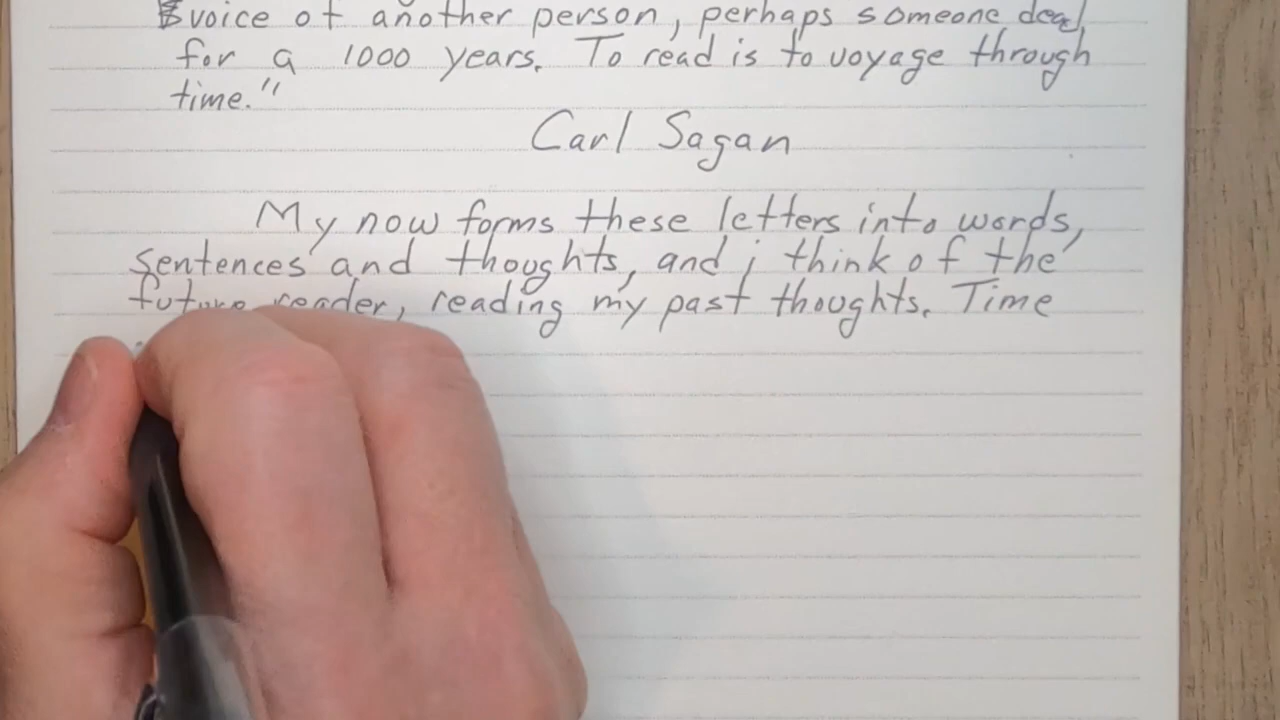 voice of another person, perhaps someone dead
for a 1000 years. To read is to voyage through
time."
Carl Sagan
My now forms these letters into words,
sentences and thoughts, and i think of the
future reader, reading my past thoughts. Time